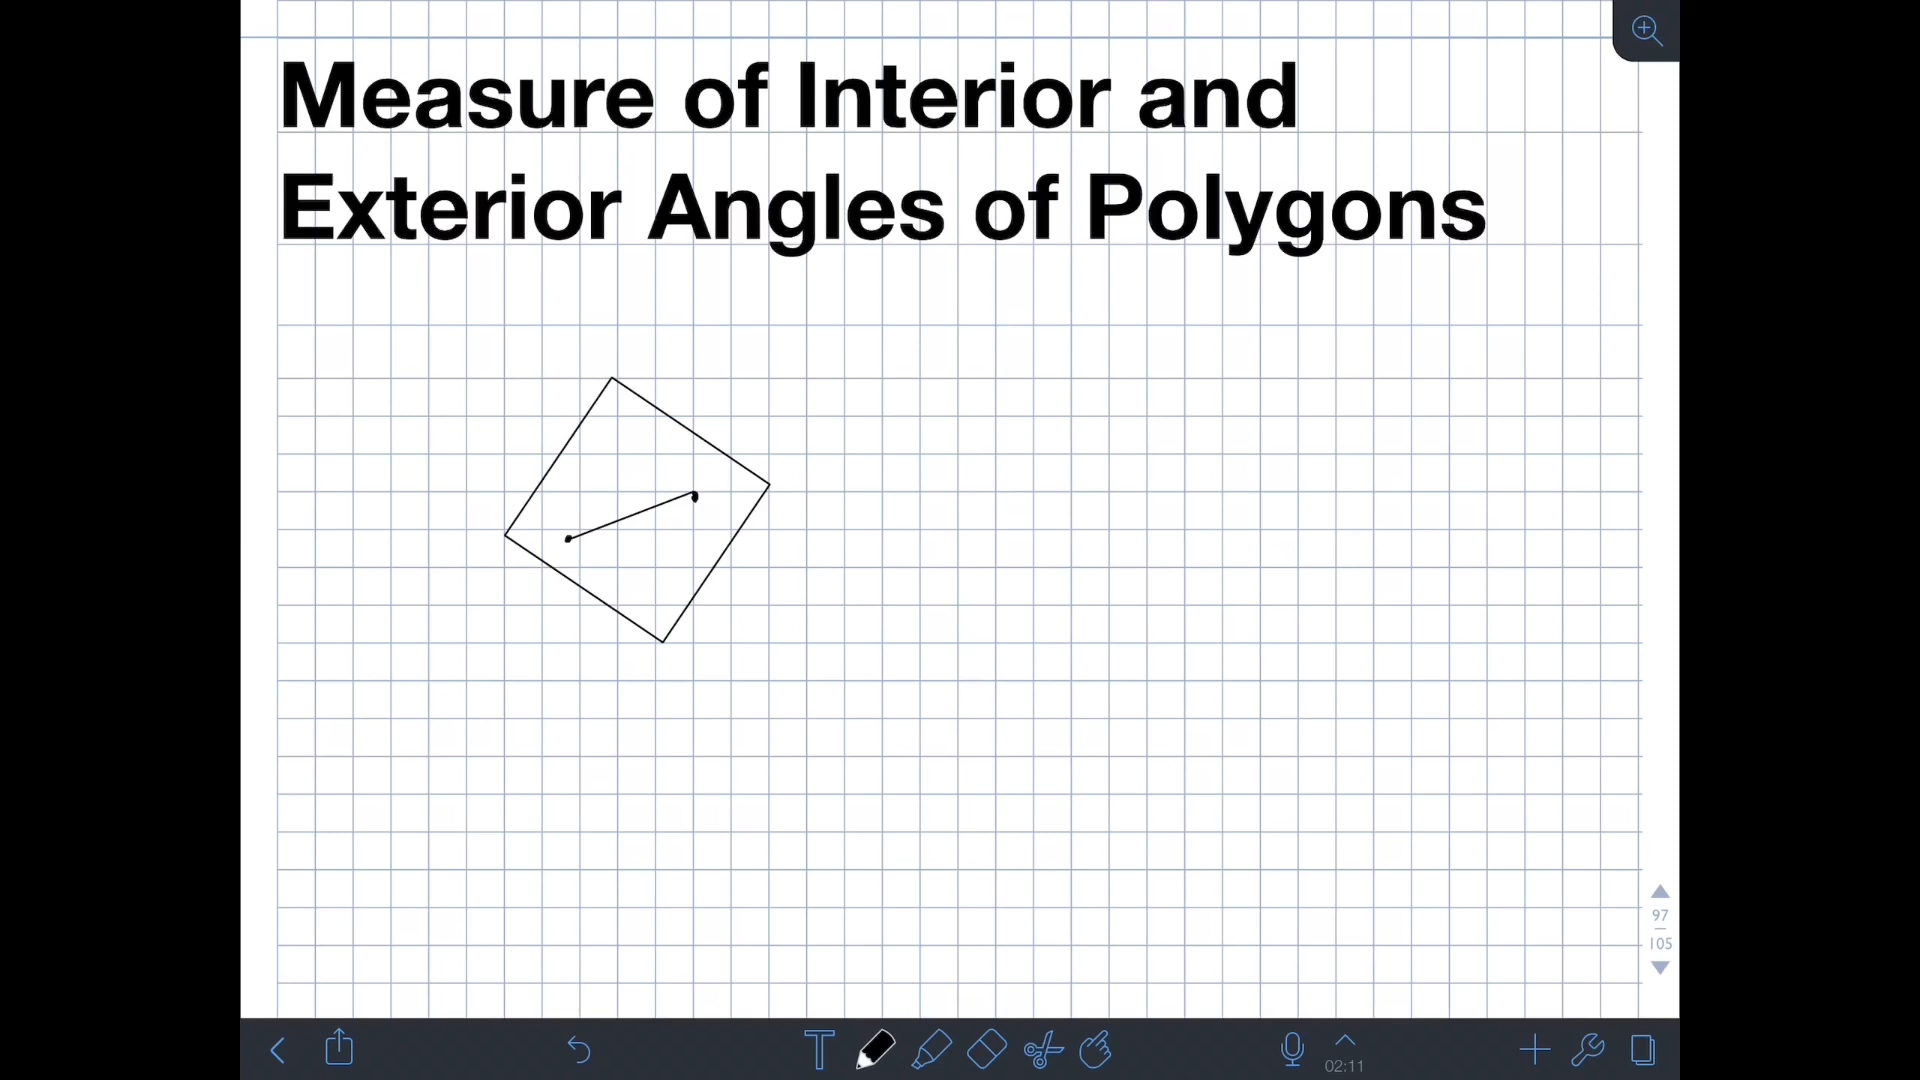 Measure of Interior and
Exterior Angles of Polygons
97
105
T
02:11